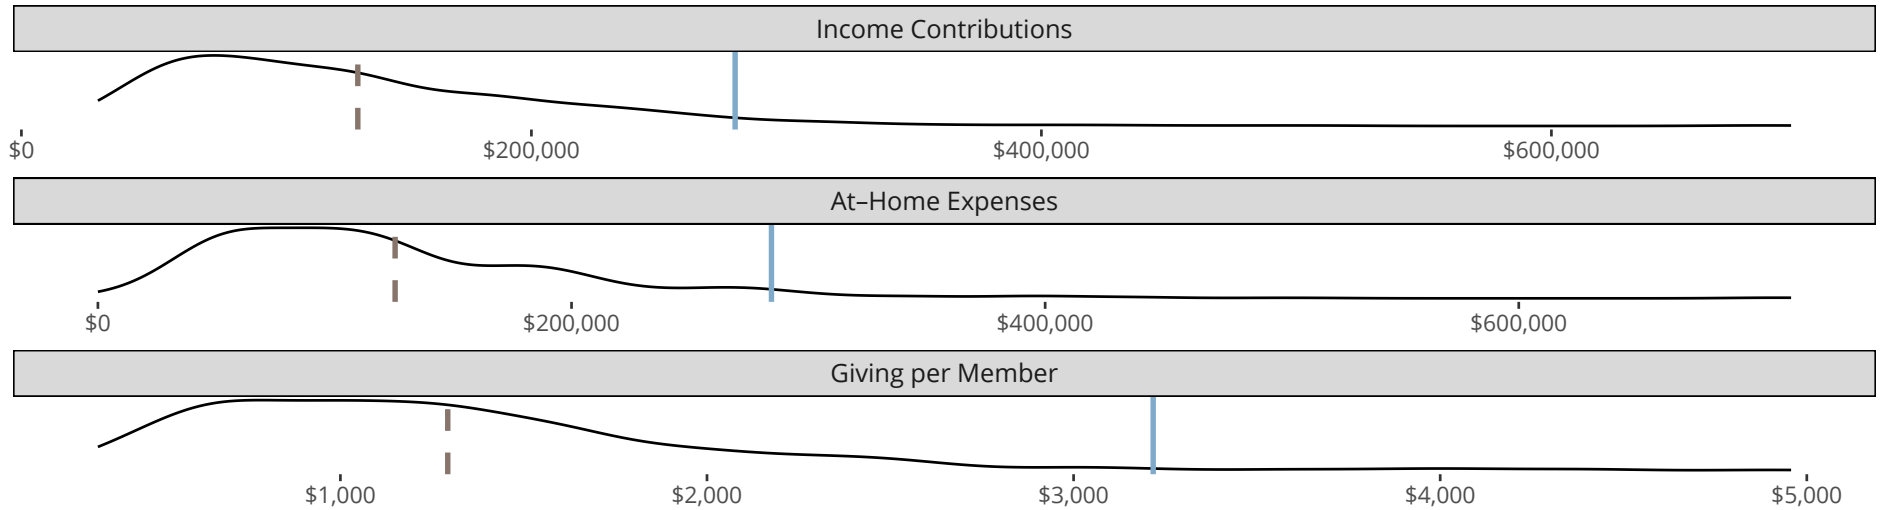 Income Contributions
$0 $200,000 $400,000 $600,000
At–Home Expenses
$0 $200,000 $400,000 $600,000
Giving per Member
$1,000 $2,000 $3,000 $4,000 $5,000